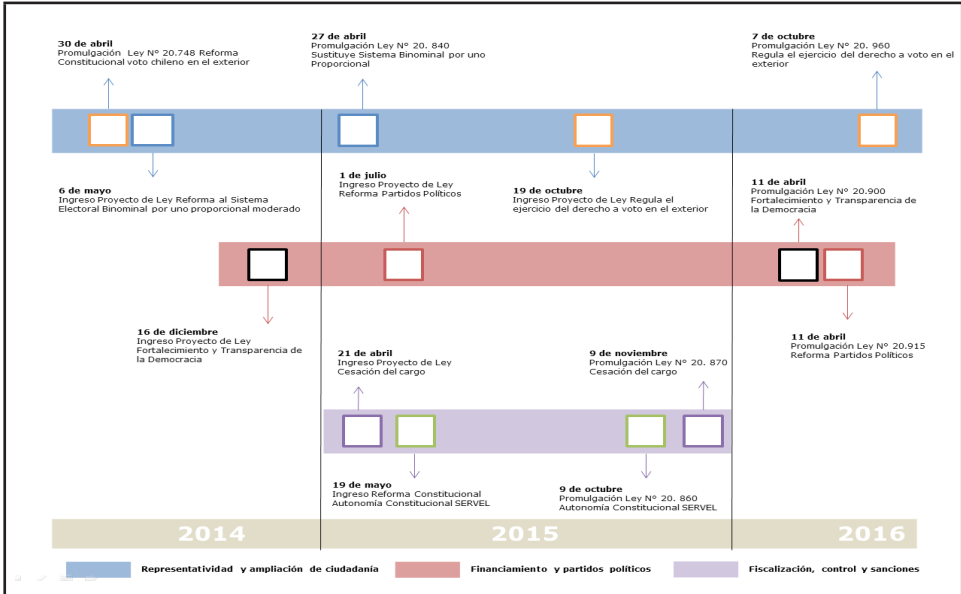 30 de abril
Promulgación Ley N° 20.748 Reforma
Constitucional voto chileno en el exterior
27 de abril
Promulgación Ley N° 20. 840
Sustituye Sistema Binominal por uno
Proporcional
7 de octubre
Promulgación Ley N° 20. 960
Regula el ejercicio del derecho a voto en el
exterior
6 de mayo
Ingreso Proyecto de Ley Reforma al Sistema
Electoral Binominal por uno proporcional moderado
1 de julio
Ingreso Proyecto de Ley
Reforma Partidos Políticos
19 de octubre
Ingreso Proyecto de Ley Regula el
ejercicio del derecho a voto en el exterior
11 de abril
Promulgación Ley N° 20.900
Fortalecimiento y Transparencia de
la Democracia
16 de diciembre
Ingreso Proyecto de Ley
Fortalecimiento y Transparencia de
la Democracia
21 de abril
Ingreso Proyecto de Ley
Cesación del cargo
9 de noviembre
Promulgación Ley N° 20. 870
Cesación del cargo
11 de abril
Promulgación Ley N° 20.915
Reforma Partidos Políticos
19 de mayo
Ingreso Reforma Constitucional
Autonomía Constitucional SERVEL
9 de octubre
Promulgación Ley N° 20. 860
Autonomía Constitucional SERVEL
2014
2015
2016
Representatividad y ampliación de ciudadanía
Financiamiento y partidos políticos
Fiscalización, control y sanciones